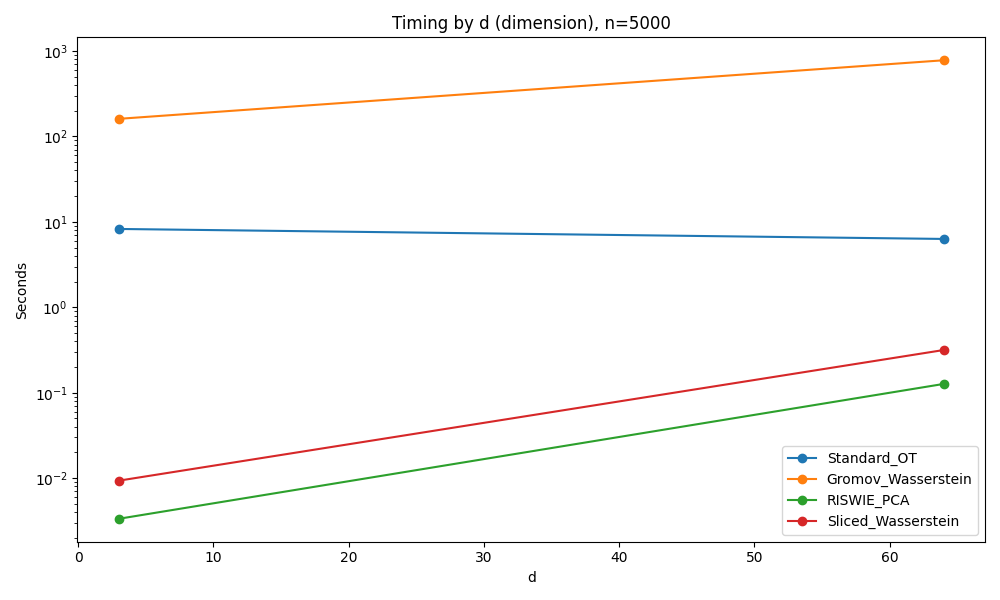 Timing by d (dimension), n=5000
Seconds
10³
10²
10¹
10⁰
10⁻¹
10⁻²
0 10 20 30 40 50 60
d
Standard_OT
Gromov_Wasserstein
RISWIE_PCA
Sliced_Wasserstein